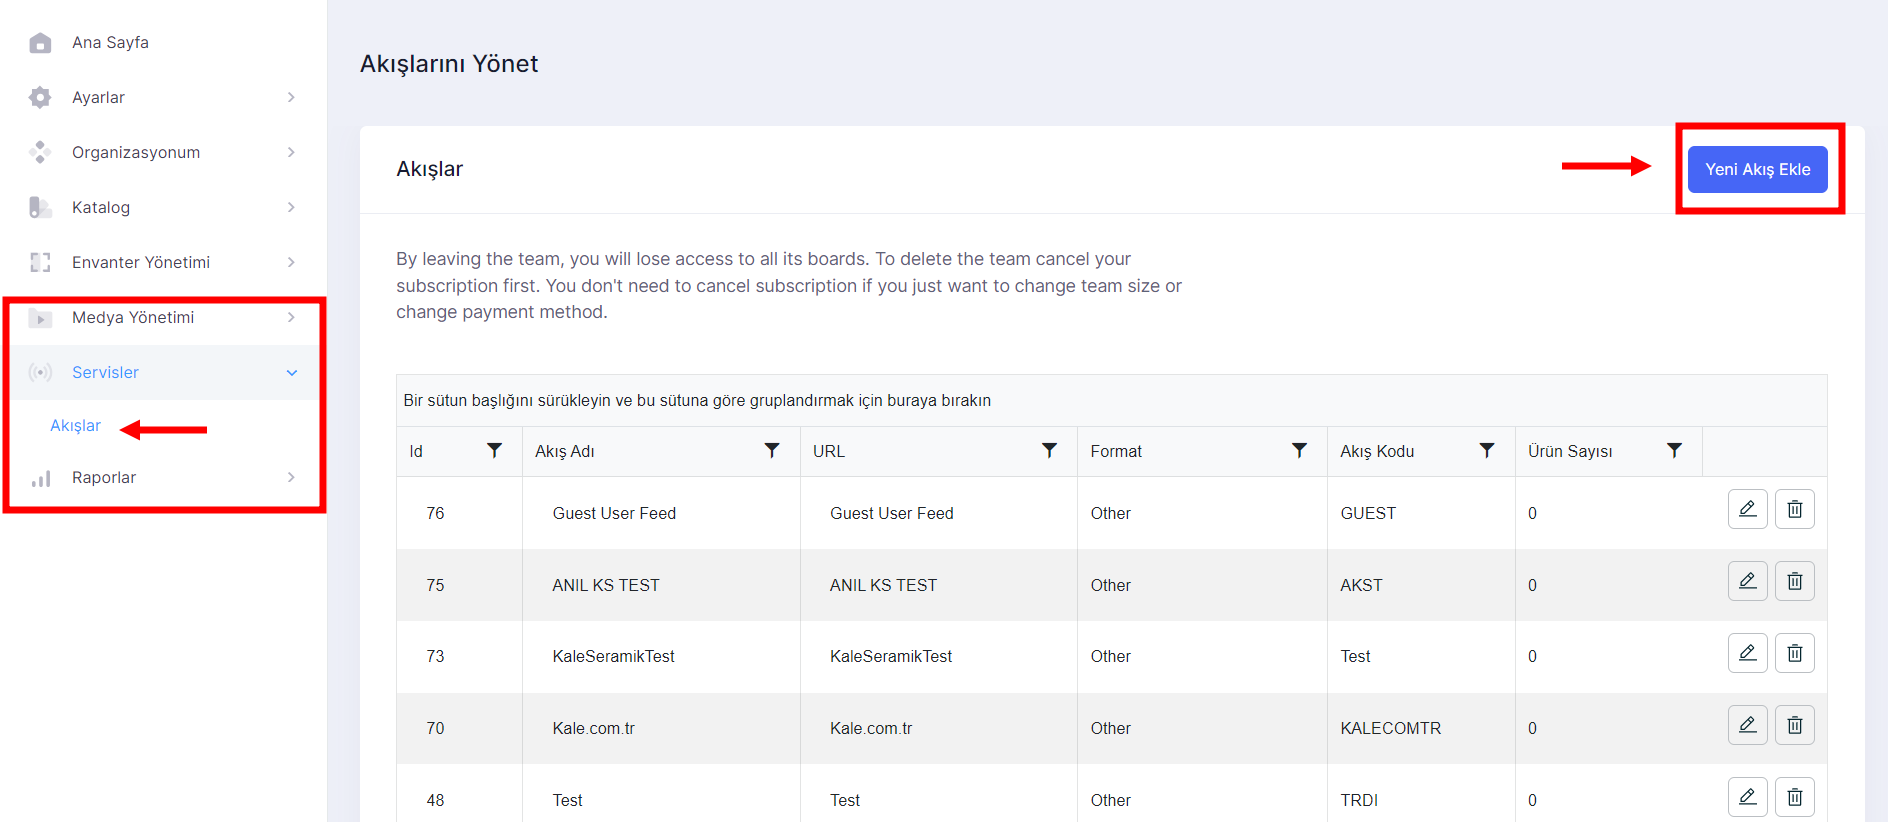 Ana Sayfa
Ayarlar
Organizasyonum
Katalog
Envanter Yönetimi
Medya Yönetimi
Servisler
Akışlar
Raporlar
Akışlarını Yönet
Akışlar
Yeni Akış Ekle
By leaving the team, you will lose access to all its boards. To delete the team cancel your
subscription first. You don't need to cancel subscription if you just want to change team size or
change payment method.
Bir sütun başlığını sürükleyin ve bu sütuna göre gruplandırmak için buraya bırakın
Id Akış Adı URL Format Akış Kodu Ürün Sayısı
76 Guest User Feed Guest User Feed Other GUEST 0
75 ANIL KS TEST ANIL KS TEST Other AKST 0
73 KaleSeramikTest KaleSeramikTest Other Test 0
70 Kale.com.tr Kale.com.tr Other KALECOMTR 0
48 Test Test Other TRDI 0